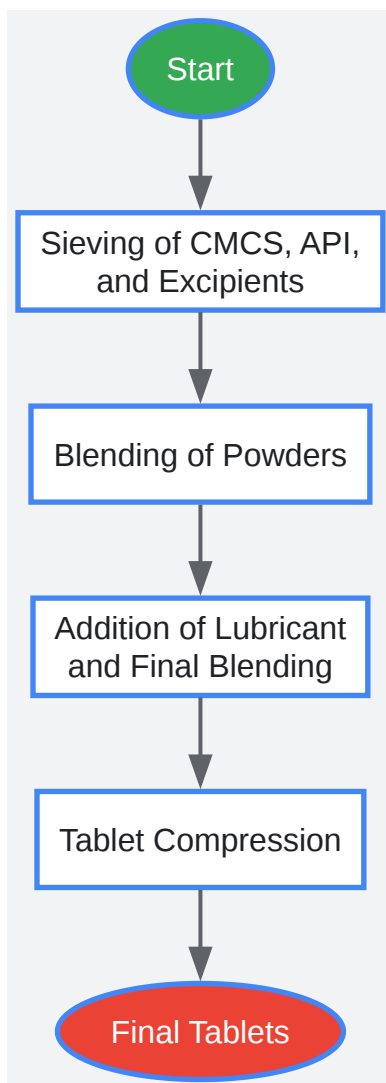 Start
Sieving of CMCS, API,
and Excipients
Blending of Powders
Addition of Lubricant
and Final Blending
Tablet Compression
Final Tablets